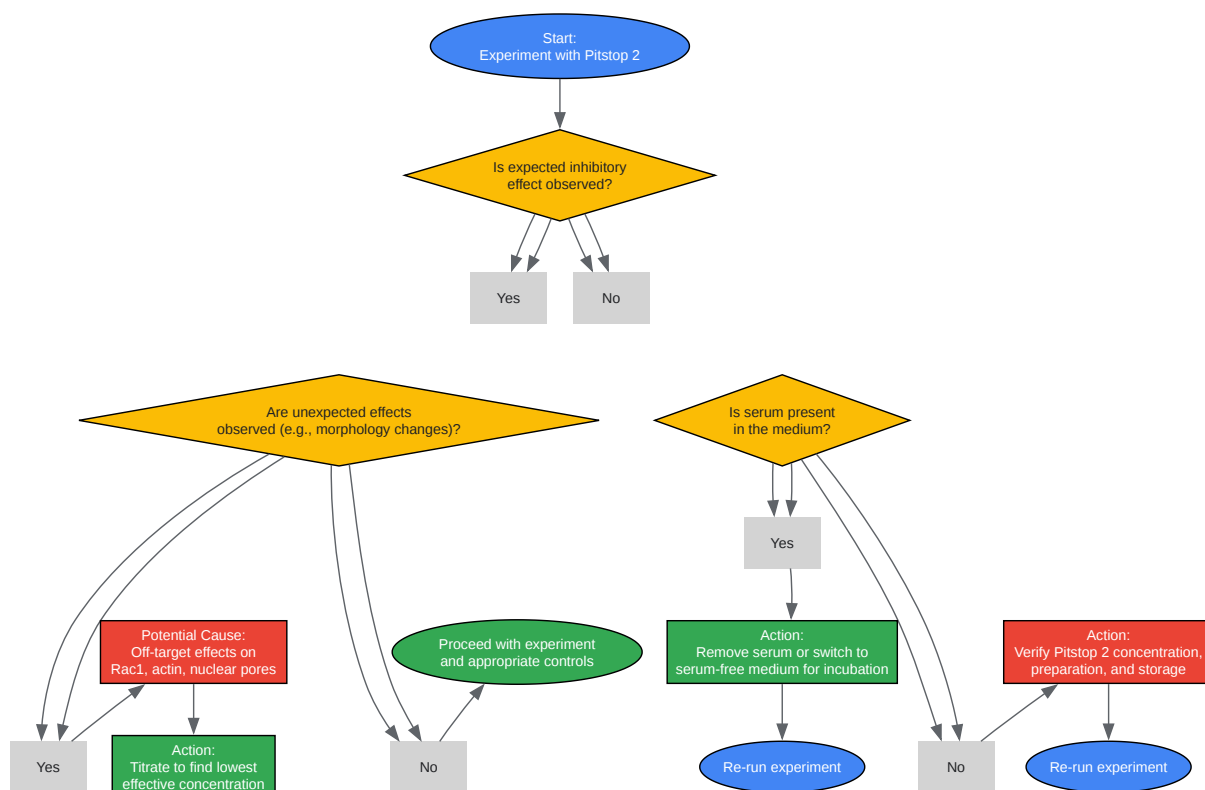 Start:
Experiment with Pitstop 2
Is expected inhibitory
effect observed?
Yes
No
Are unexpected effects
observed (e.g., morphology changes)?
Is serum present
in the medium?
Yes
Potential Cause:
Off-target effects on
Rac1, actin, nuclear pores
Proceed with experiment
and appropriate controls
Action:
Remove serum or switch to
serum-free medium for incubation
Action:
Verify Pitstop 2 concentration,
preparation, and storage
Yes
Action:
Titrate to find lowest
effective concentration
No
Re-run experiment
No
Re-run experiment